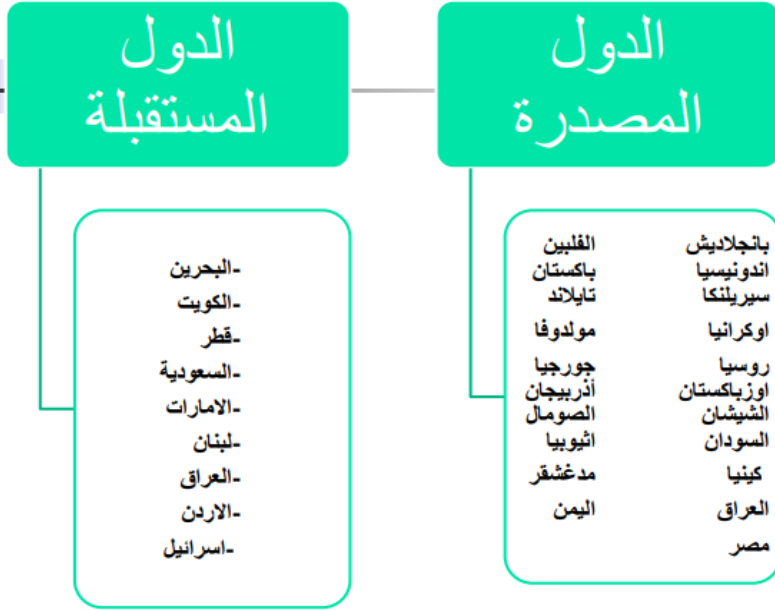 الدول
المصدرة
بانجلاديش الفلبين
اندونيسيا باكستان
سيريلنكا تايلاند
اوكرانيا مولدوفا
روسيا جورجيا
اوزباكستان أذربيجان
الشيشان الصومال
السودان اثيوبيا
كينيا مدغشقر
العراق اليمن
مصر
الدول
المستقبلة
-البحرين
-الكويت
-قطر
-السعودية
-الامارات
-لبنان
-العراق
-الاردن
-اسرائيل